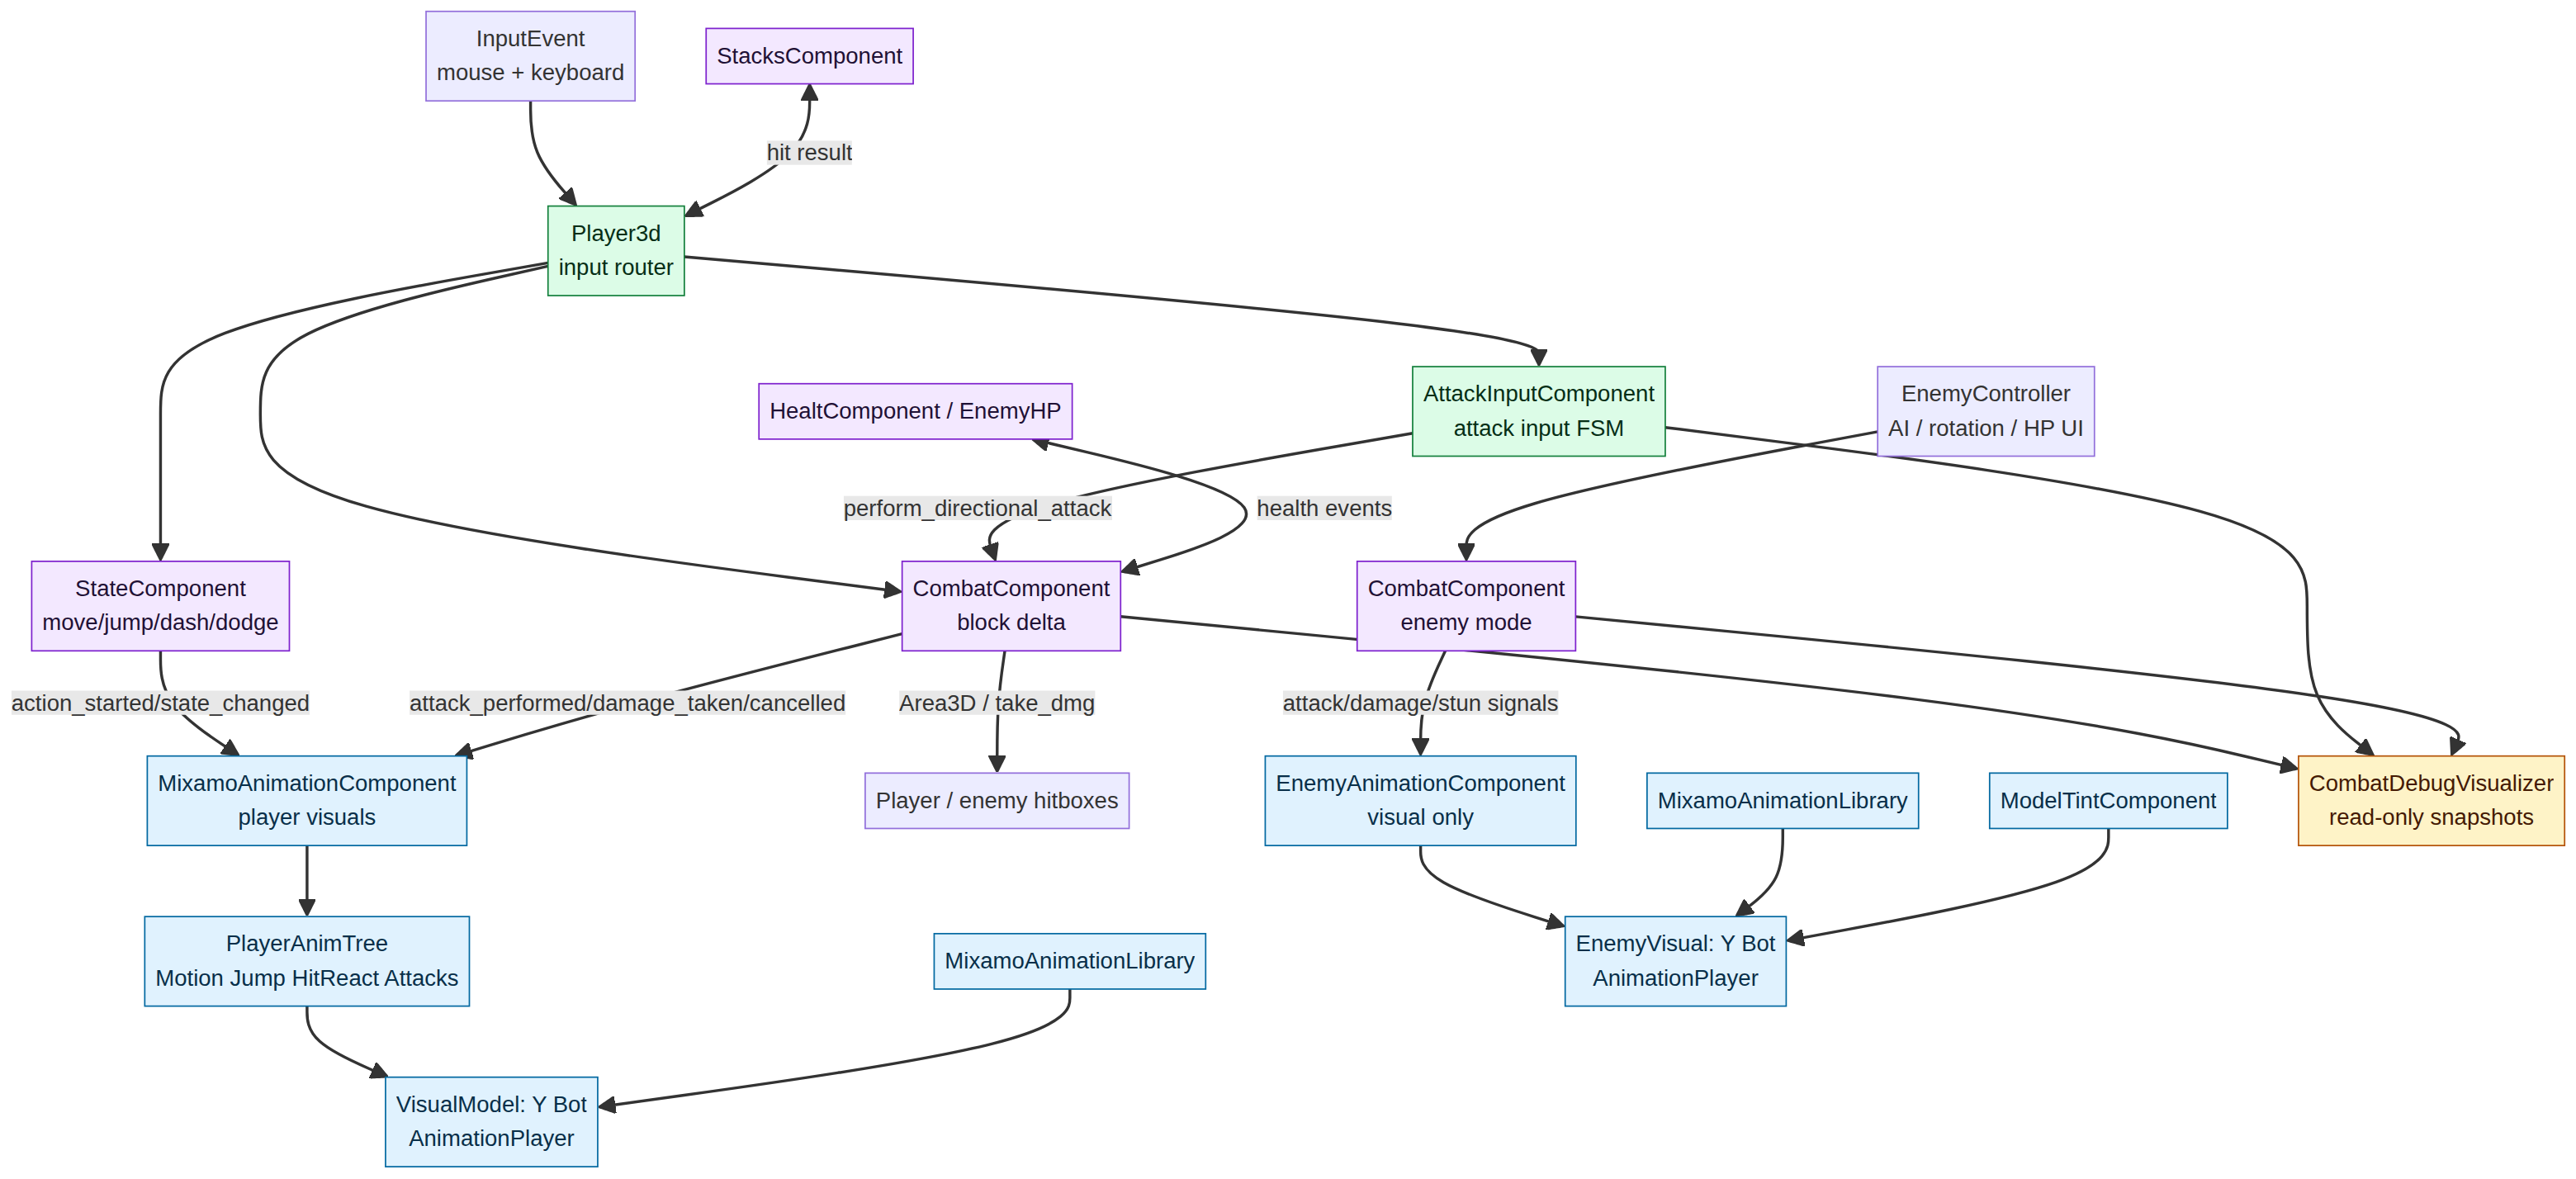 InputEvent
mouse + keyboard
StacksComponent
hit result
Player3d
input router
HealtComponent / EnemyHP
AttackInputComponent
attack input FSM
EnemyController
AI / rotation / HP UI
perform_directional_attack
health events
StateComponent
move/jump/dash/dodge
CombatComponent
block delta
CombatComponent
enemy mode
action_started/state_changed
attack_performed/damage_taken/cancelled
Area3D / take_dmg
attack/damage/stun signals
MixamoAnimationComponent
player visuals
Player / enemy hitboxes
EnemyAnimationComponent
visual only
MixamoAnimationLibrary
ModelTintComponent
CombatDebugVisualizer
read-only snapshots
PlayerAnimTree
Motion Jump HitReact Attacks
MixamoAnimationLibrary
EnemyVisual: Y Bot
AnimationPlayer
VisualModel: Y Bot
AnimationPlayer